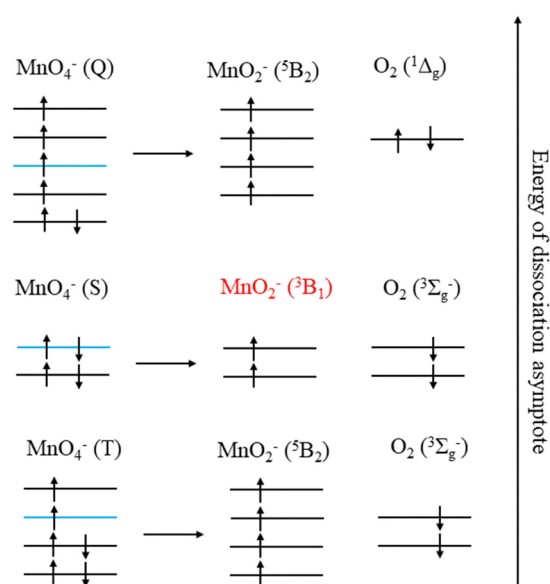 MnO₄⁻ (Q) MnO₂⁻ (⁵B₂) O₂ (¹Δg)
MnO₄⁻ (S) MnO₂⁻ (³B₁) O₂ (³Σg⁻)
MnO₄⁻ (T) MnO₂⁻ (⁵B₂) O₂ (³Σg⁻)
Energy of dissociation asymptote